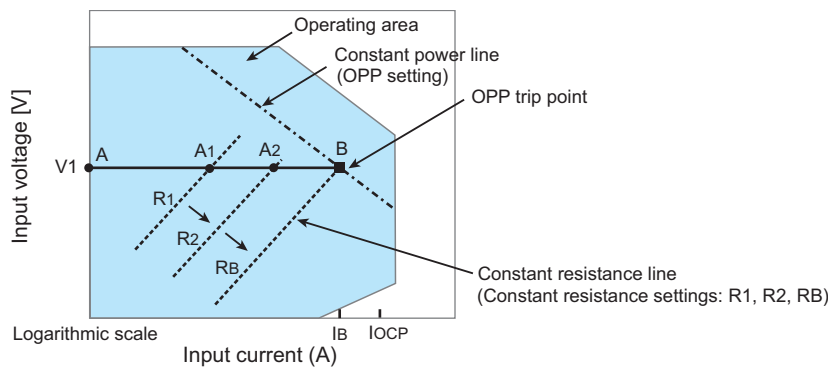 Operating area
Constant power line
(OPP setting)
OPP trip point
Input voltage [V]
V1
A
A1
A2
B
R1
R2
RB
Constant resistance line
(Constant resistance settings: R1, R2, RB)
Logarithmic scale
IB
IOCP
Input current (A)